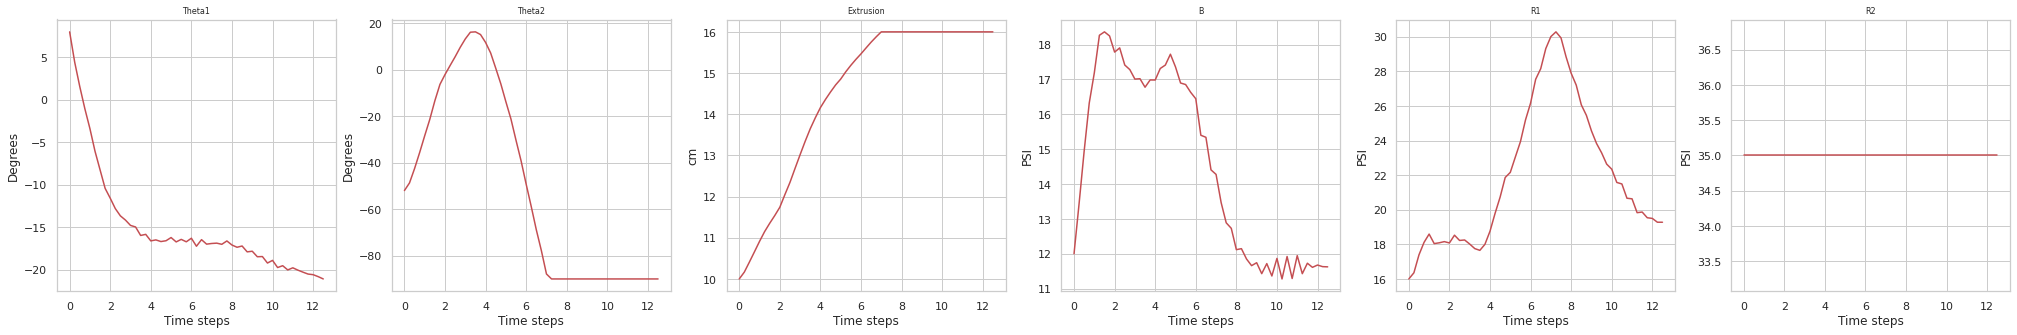 Theta1
Degrees
5
0
−5
−10
−15
−20
0 2 4 6 8 10 12
Time steps
Theta2
Degrees
20
0
−20
−40
−60
−80
0 2 4 6 8 10 12
Time steps
Extrusion
cm
16
15
14
13
12
11
10
0 2 4 6 8 10 12
Time steps
B
PSI
18
17
16
15
14
13
12
11
0 2 4 6 8 10 12
Time steps
R1
PSI
30
28
26
24
22
20
18
16
0 2 4 6 8 10 12
Time steps
R2
PSI
36.5
36.0
35.5
35.0
34.5
34.0
33.5
0 2 4 6 8 10 12
Time steps